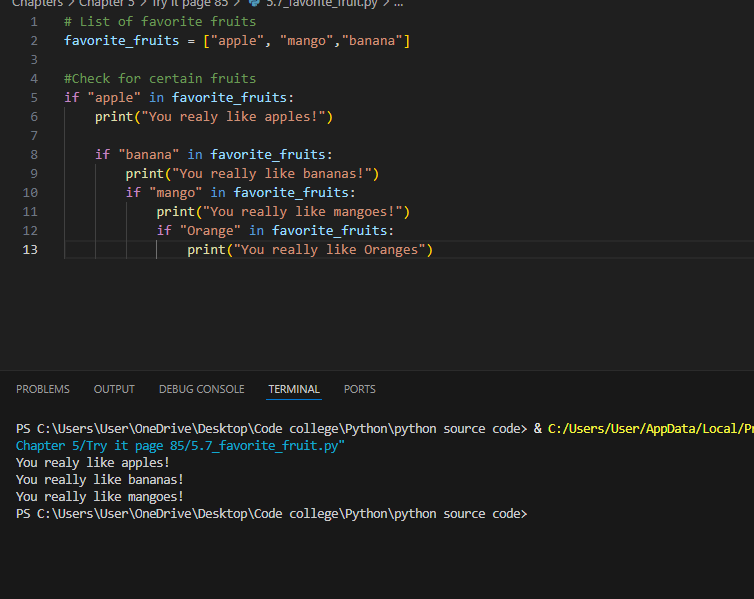 Chapters > Chapter 5 > Try it page 85 > 5.7_favorite_fruit.py > ...
1 # List of favorite fruits
2 favorite_fruits = ["apple", "mango","banana"]
3
4 #Check for certain fruits
5 if "apple" in favorite_fruits:
6 print("You realy like apples!")
7
8 if "banana" in favorite_fruits:
9 print("You really like bananas!")
10 if "mango" in favorite_fruits:
11 print("You really like mangoes!")
12 if "Orange" in favorite_fruits:
13 print("You really like Oranges")
PROBLEMS OUTPUT DEBUG CONSOLE TERMINAL PORTS
PS C:\Users\User\OneDrive\Desktop\Code college\Python\python source code> & C:/Users/User/AppData/Local/Pr
Chapter 5/Try it page 85/5.7_favorite_fruit.py"
You realy like apples!
You really like bananas!
You really like mangoes!
PS C:\Users\User\OneDrive\Desktop\Code college\Python\python source code>